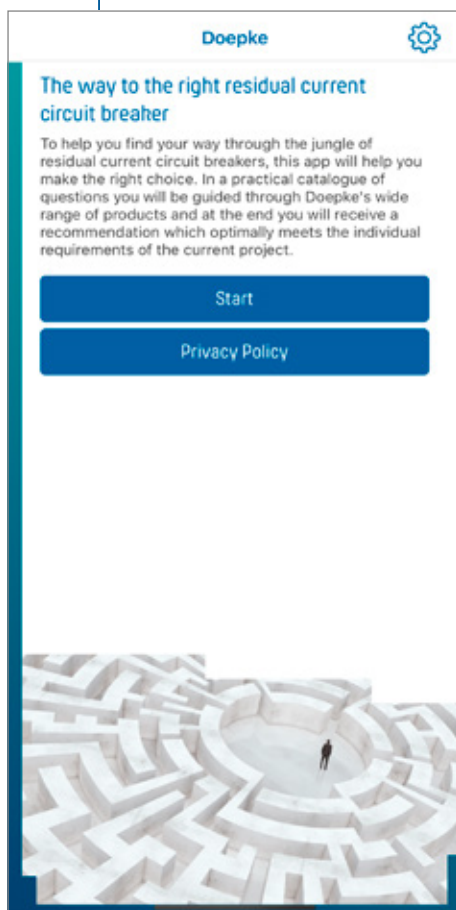 Doepke
The way to the right residual current
circuit breaker
To help you find your way through the jungle of
residual current circuit breakers, this app will help you
make the right choice. In a practical catalogue of
questions you will be guided through Doepke's wide
range of products and at the end you will receive a
recommendation which optimally meets the individual
requirements of the current project.
Start
Privacy Policy